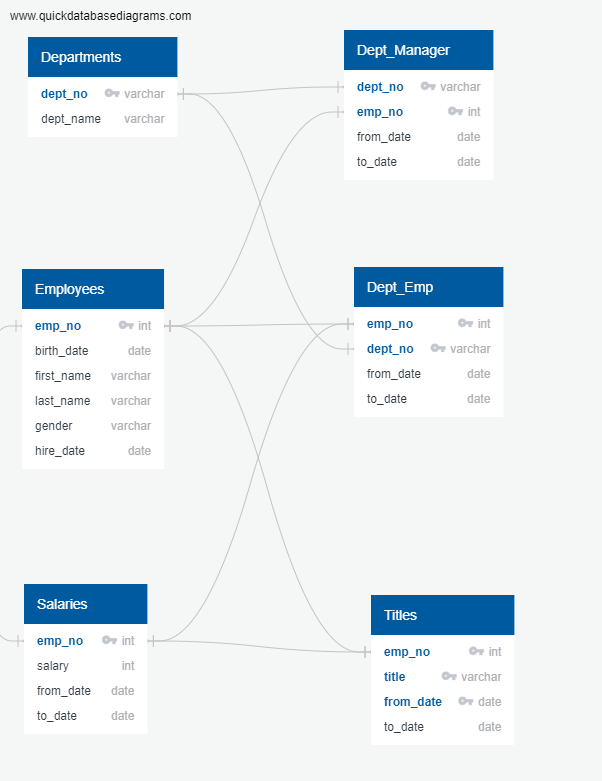 www.quickdatabasediagrams.com
Departments
dept_no varchar
dept_name varchar
Dept_Manager
dept_no varchar
emp_no int
from_date date
to_date date
Employees
emp_no int
birth_date date
first_name varchar
last_name varchar
gender varchar
hire_date date
Dept_Emp
emp_no int
dept_no varchar
from_date date
to_date date
Salaries
emp_no int
salary int
from_date date
to_date date
Titles
emp_no int
title varchar
from_date date
to_date date